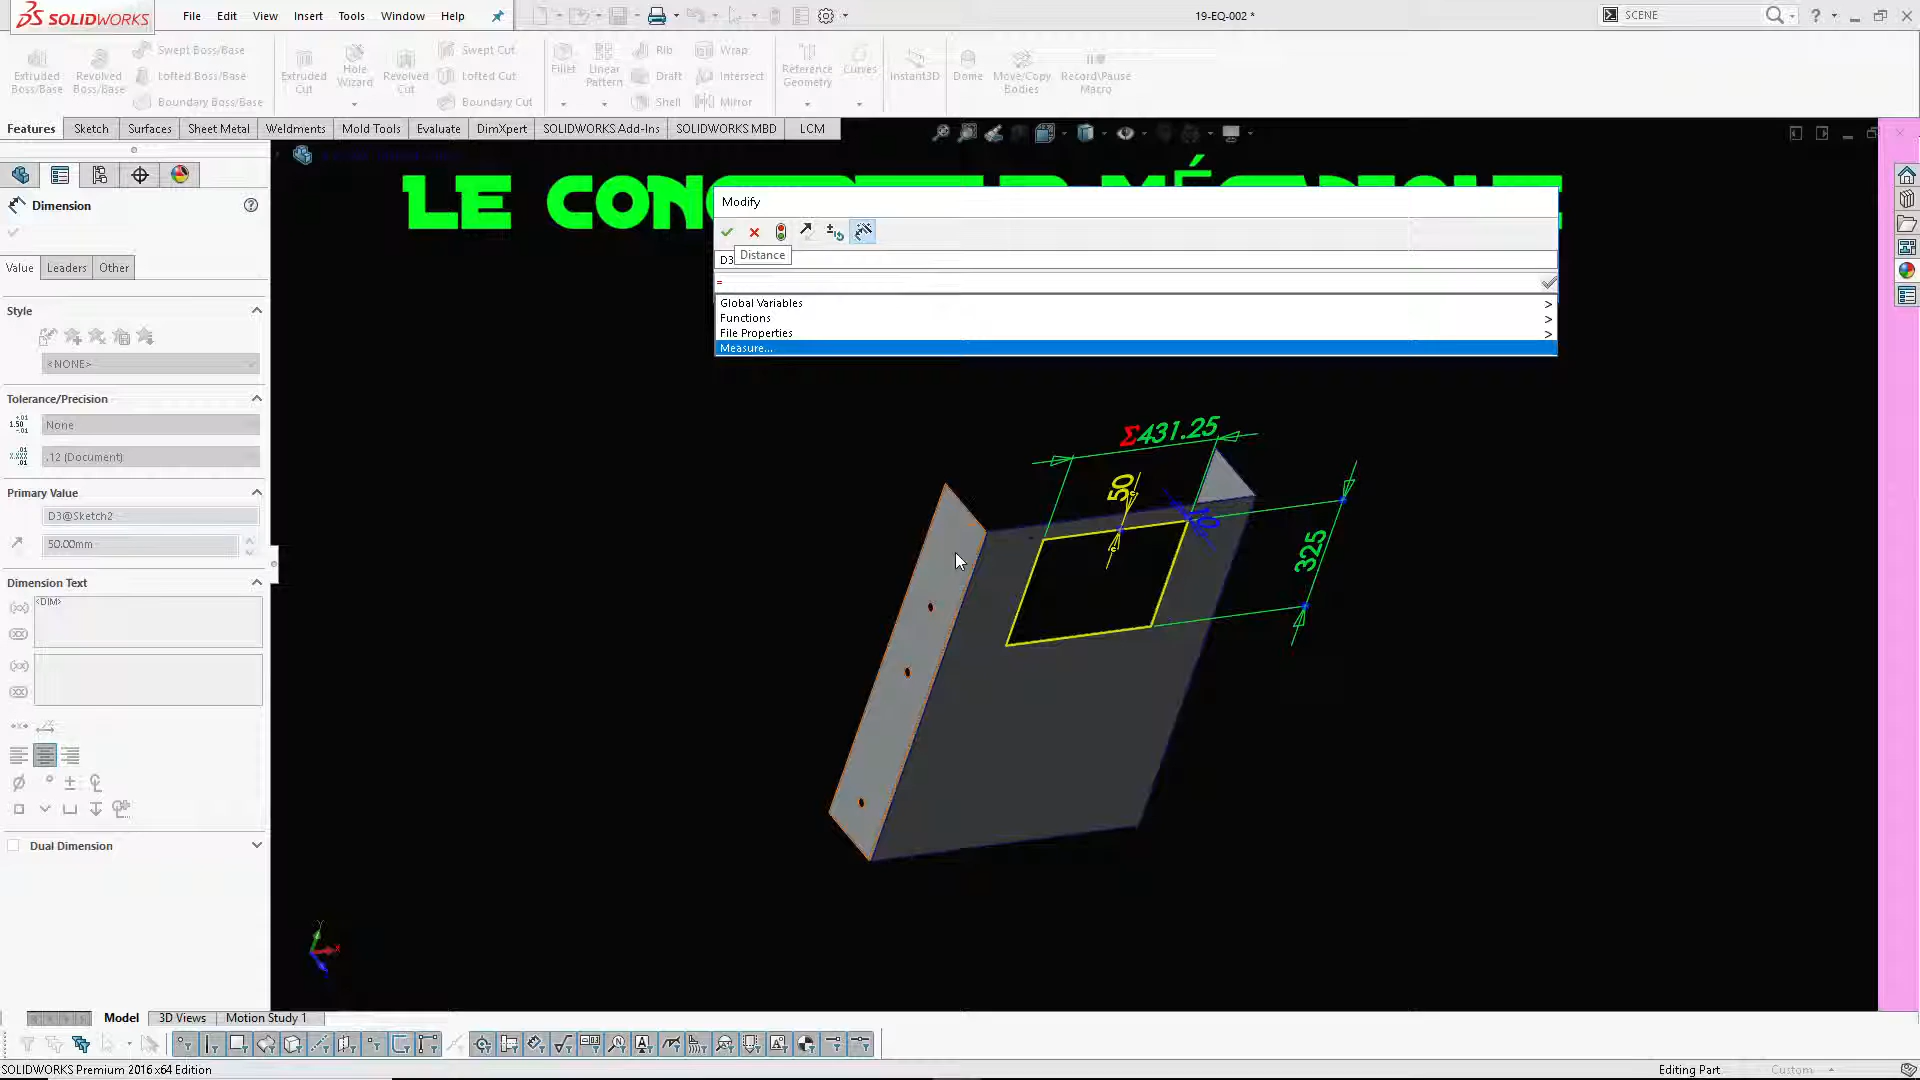 SOLIDWORKS
File
Edit
View
Insert
Tools
Window
Help
19-EQ-002 *
SCENE
Extruded Boss/Base
Revolved Boss/Base
Swept Boss/Base
Lofted Boss/Base
Boundary Boss/Base
Extruded Cut
Hole Wizard
Revolved Cut
Swept Cut
Lofted Cut
Boundary Cut
Fillet
Linear Pattern
Rib
Draft
Shell
Wrap
Intersect
Mirror
Reference Geometry
Curves
Instant3D
Dome
Move/Copy Bodies
Record\Pause Macro
Features
Sketch
Surfaces
Sheet Metal
Weldments
Mold Tools
Evaluate
DimXpert
SOLIDWORKS Add-Ins
SOLIDWORKS MBD
LCM
Dimension
Value
Leaders
Other
Style
<NONE>
Tolerance/Precision
None
.12 (Document)
Primary Value
D3@Sketch2
50.00mm
Dimension Text
<DIM>
Dual Dimension
LE
Modify
D3
Distance
=
Global Variables >
Functions >
File Properties >
Measure...
Σ431.25
50
10
325
Model
3D Views
Motion Study 1
SOLIDWORKS Premium 2016 x64 Edition
Editing Part
Custom